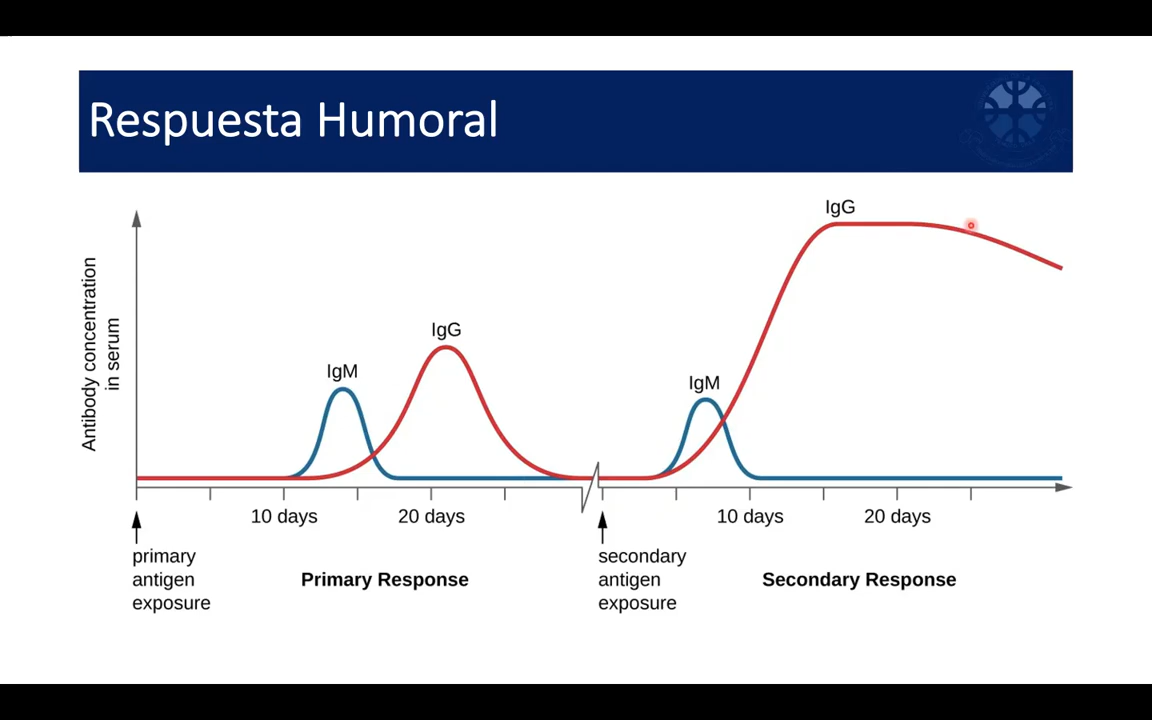 Respuesta Humoral
IgG
IgG
IgM
IgM
Antibody concentration
in serum
10 days
20 days
10 days
20 days
primary
antigen
exposure
Primary Response
secondary
antigen
exposure
Secondary Response